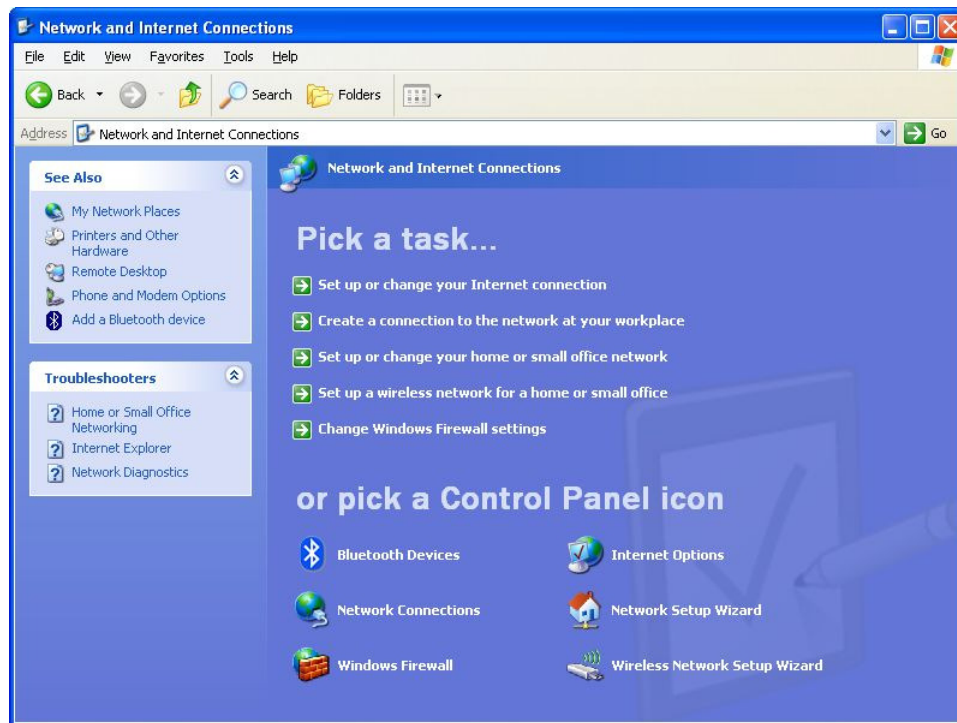 Network and Internet Connections
File Edit View Favorites Tools Help
Back Search Folders
Address Network and Internet Connections Go
See Also
My Network Places
Printers and Other
Hardware
Remote Desktop
Phone and Modem Options
Add a Bluetooth device
Troubleshooters
Home or Small Office
Networking
Internet Explorer
Network Diagnostics
Network and Internet Connections
Pick a task...
Set up or change your Internet connection
Create a connection to the network at your workplace
Set up or change your home or small office network
Set up a wireless network for a home or small office
Change Windows Firewall settings
or pick a Control Panel icon
Bluetooth Devices Internet Options
Network Connections Network Setup Wizard
Windows Firewall Wireless Network Setup Wizard